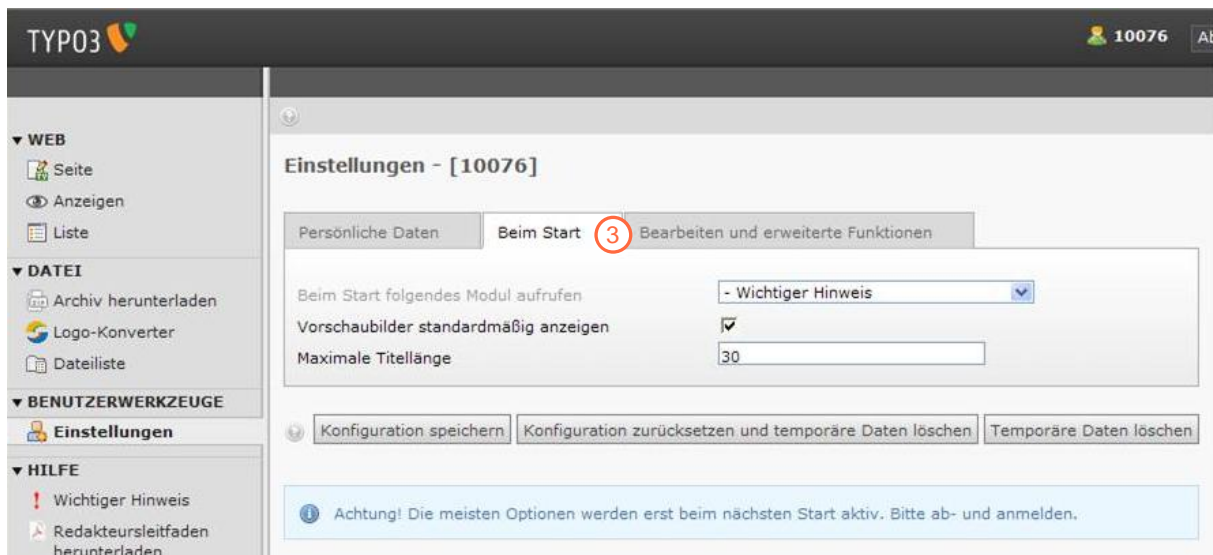 TYPO3
10076
▼ WEB
Seite
Anzeigen
Liste
▼ DATEI
Archiv herunterladen
Logo-Konverter
Dateiliste
▼ BENUTZERWERKZEUGE
Einstellungen
▼ HILFE
Wichtiger Hinweis
Redakteursleitfaden
herunterladen
Einstellungen - [10076]
Persönliche Daten Beim Start 3 Bearbeiten und erweiterte Funktionen
Beim Start folgendes Modul aufrufen - Wichtiger Hinweis
Vorschaubilder standardmäßig anzeigen
Maximale Titellänge 30
Konfiguration speichern Konfiguration zurücksetzen und temporäre Daten löschen Temporäre Daten löschen
Achtung! Die meisten Optionen werden erst beim nächsten Start aktiv. Bitte ab- und anmelden.